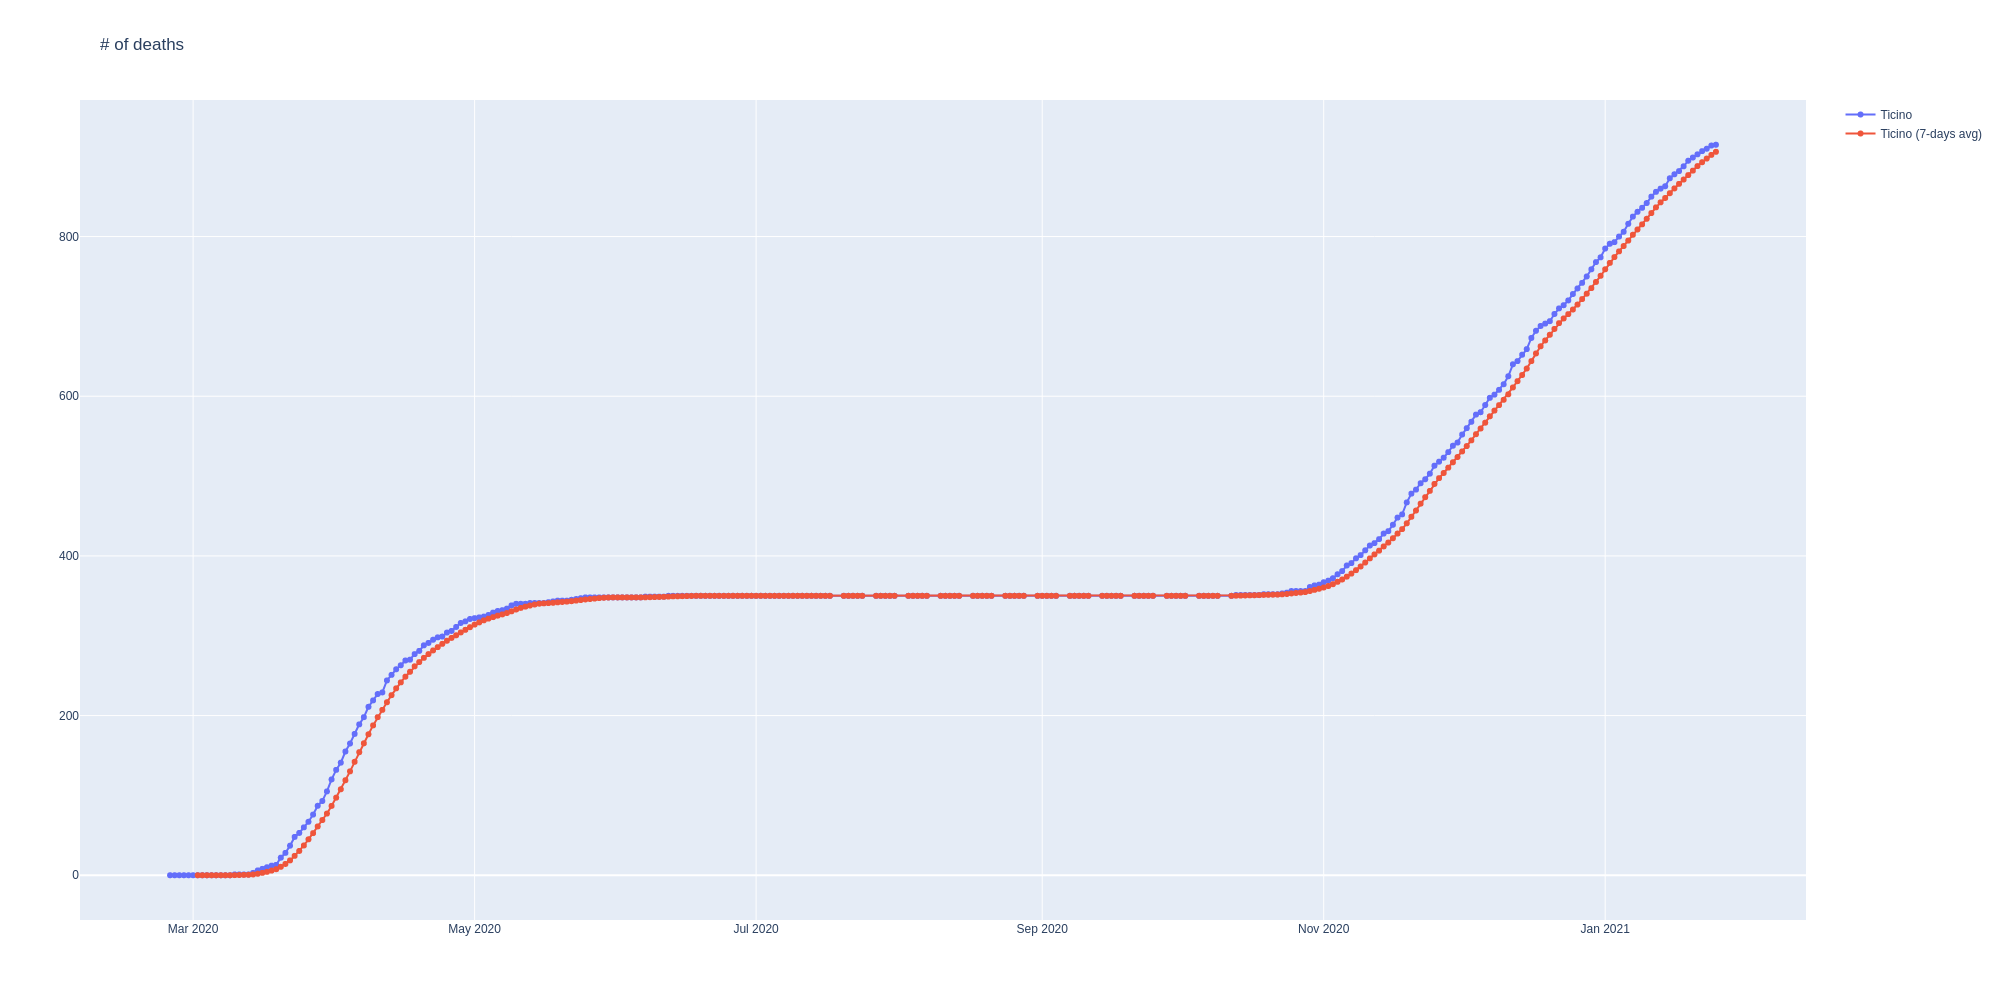 # of deaths
Ticino
Ticino (7-days avg)
800
600
400
200
0
Mar 2020
May 2020
Jul 2020
Sep 2020
Nov 2020
Jan 2021